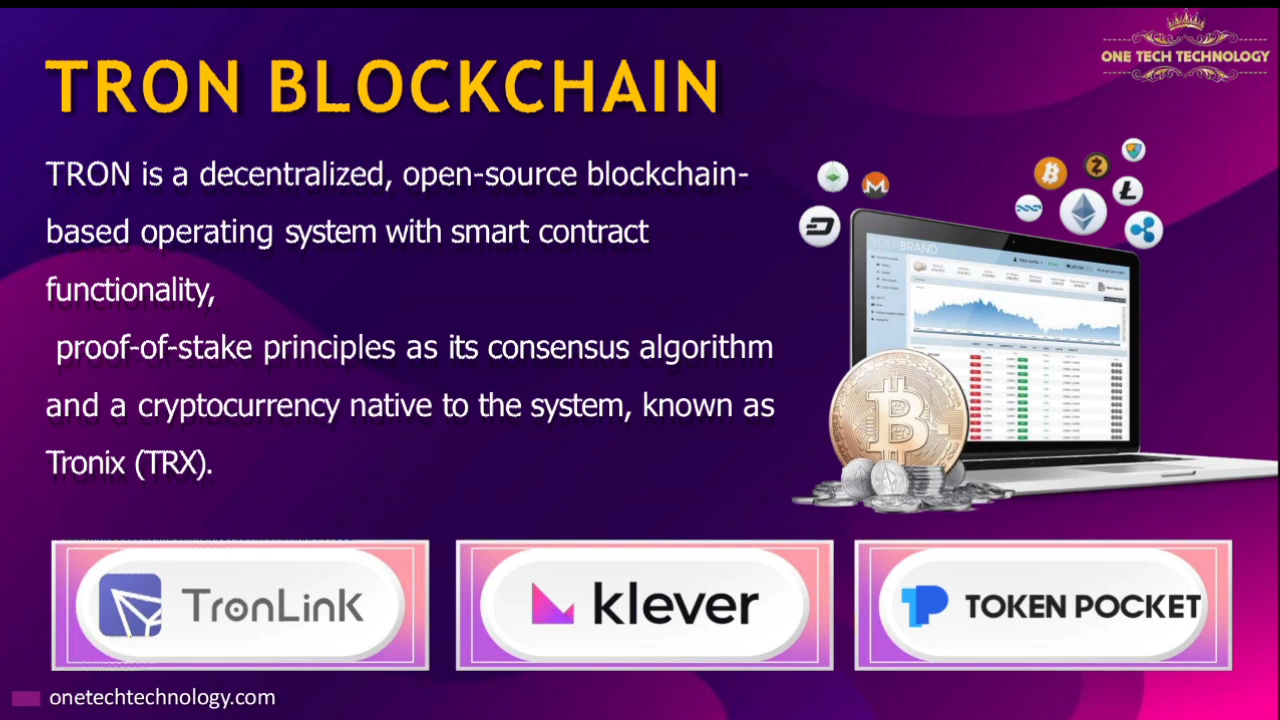 ONE TECH TECHNOLOGY
TRON BLOCKCHAIN
TRON is a decentralized, open-source blockchain-
based operating system with smart contract
functionality,
proof-of-stake principles as its consensus algorithm
and a cryptocurrency native to the system, known as
Tronix (TRX).
YOURBRAND
TronLink
klever
TOKEN POCKET
onetechtechnology.com